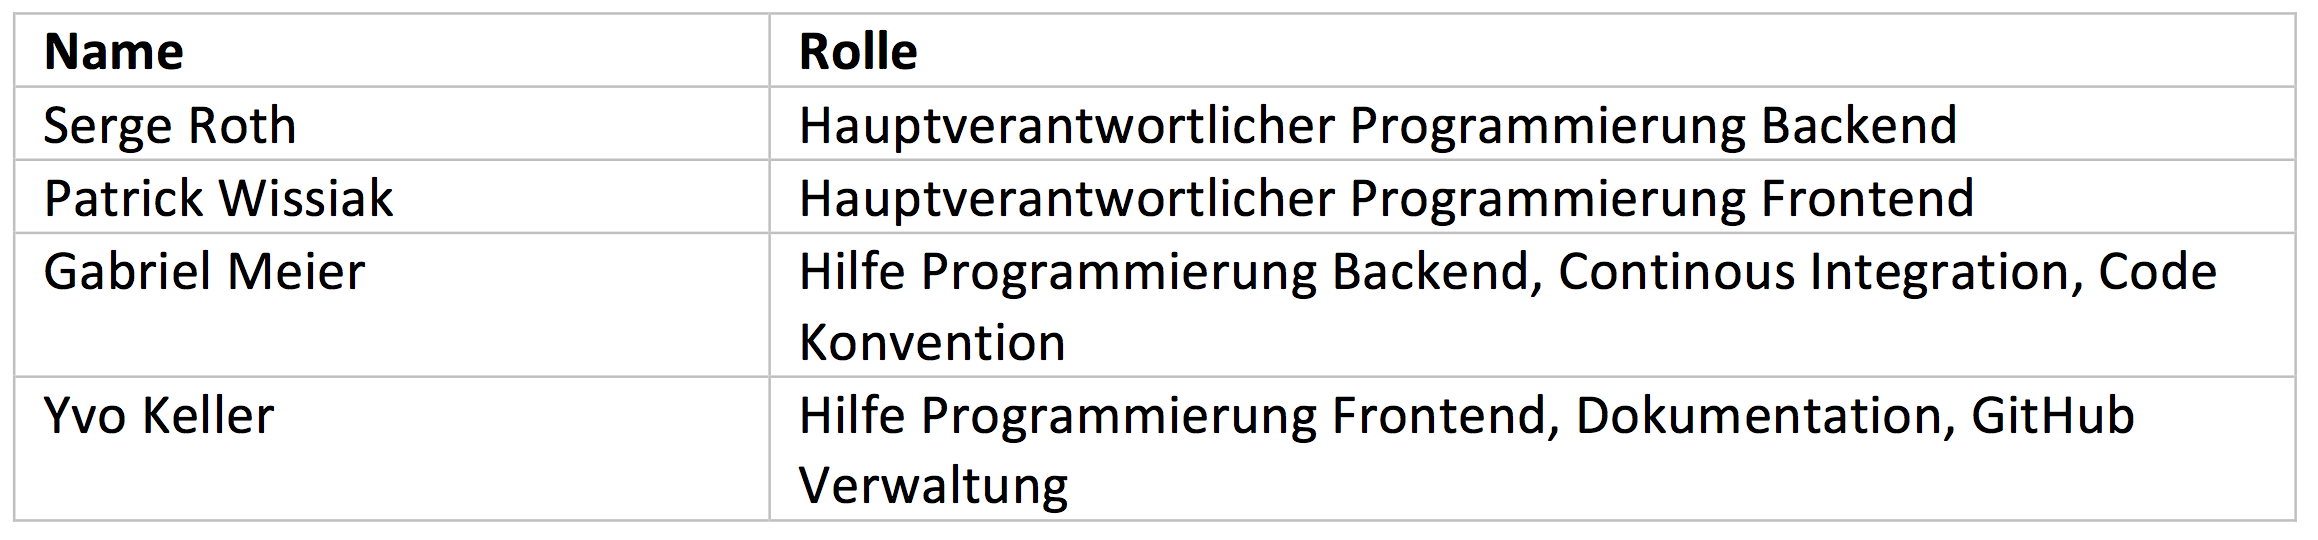 Name Rolle
Serge Roth Hauptverantwortlicher Programmierung Backend
Patrick Wissiak Hauptverantwortlicher Programmierung Frontend
Gabriel Meier Hilfe Programmierung Backend, Continous Integration, Code
Konvention
Yvo Keller Hilfe Programmierung Frontend, Dokumentation, GitHub
Verwaltung